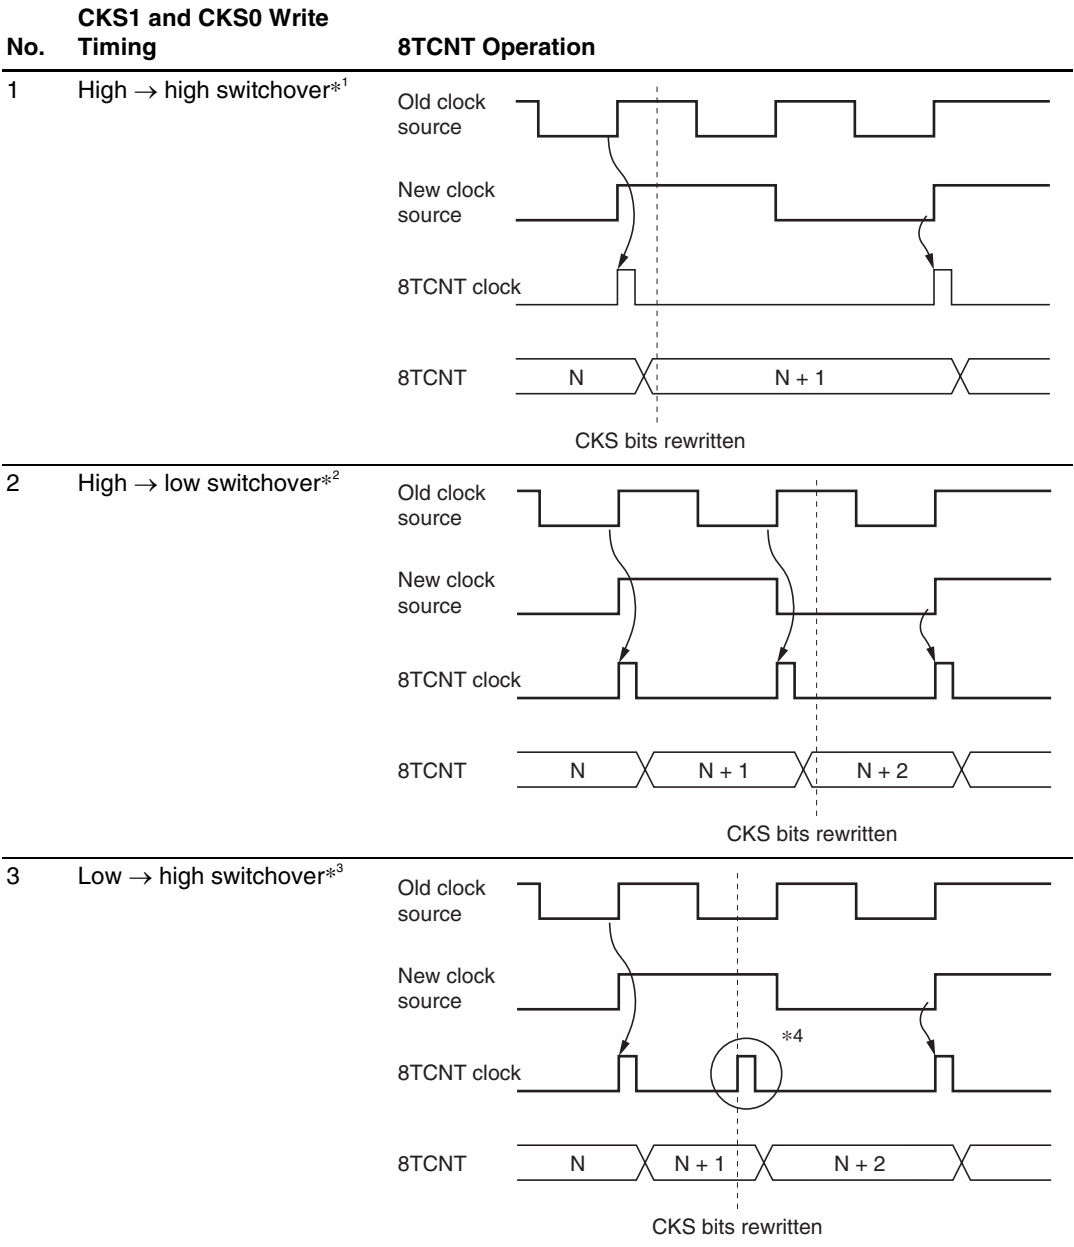 No.
CKS1 and CKS0 Write
Timing
8TCNT Operation
1
High → high switchover*1
Old clock
source
New clock
source
8TCNT clock
8TCNT
N
N + 1
CKS bits rewritten
2
High → low switchover*2
Old clock
source
New clock
source
8TCNT clock
8TCNT
N
N + 1
N + 2
CKS bits rewritten
3
Low → high switchover*3
Old clock
source
New clock
source
*4
8TCNT clock
8TCNT
N
N + 1
N + 2
CKS bits rewritten